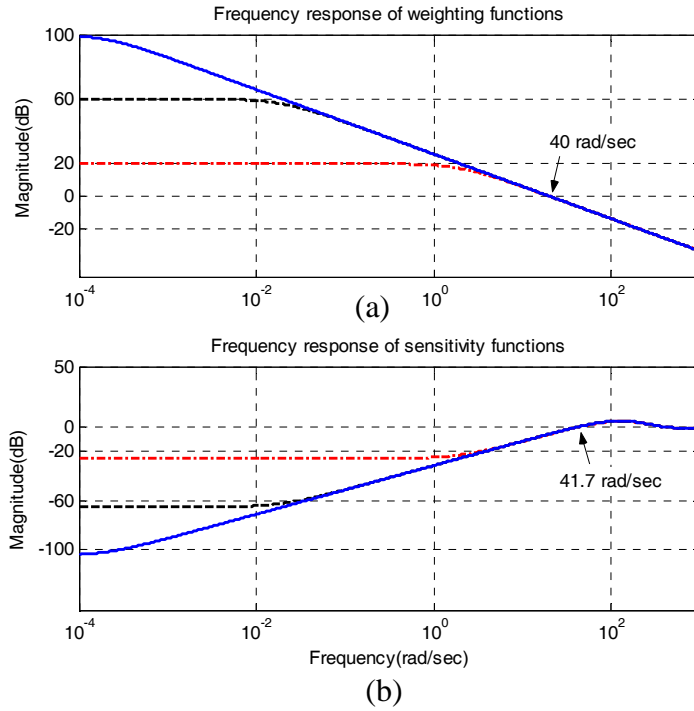 Frequency response of weighting functions
100
60
20
0
-20
Magnitude(dB)
40 rad/sec
10^-4
10^-2
10^0
10^2
(a)
Frequency response of sensitivity functions
50
0
-20
-60
-100
Magnitude(dB)
41.7 rad/sec
10^-4
10^-2
10^0
10^2
Frequency(rad/sec)
(b)